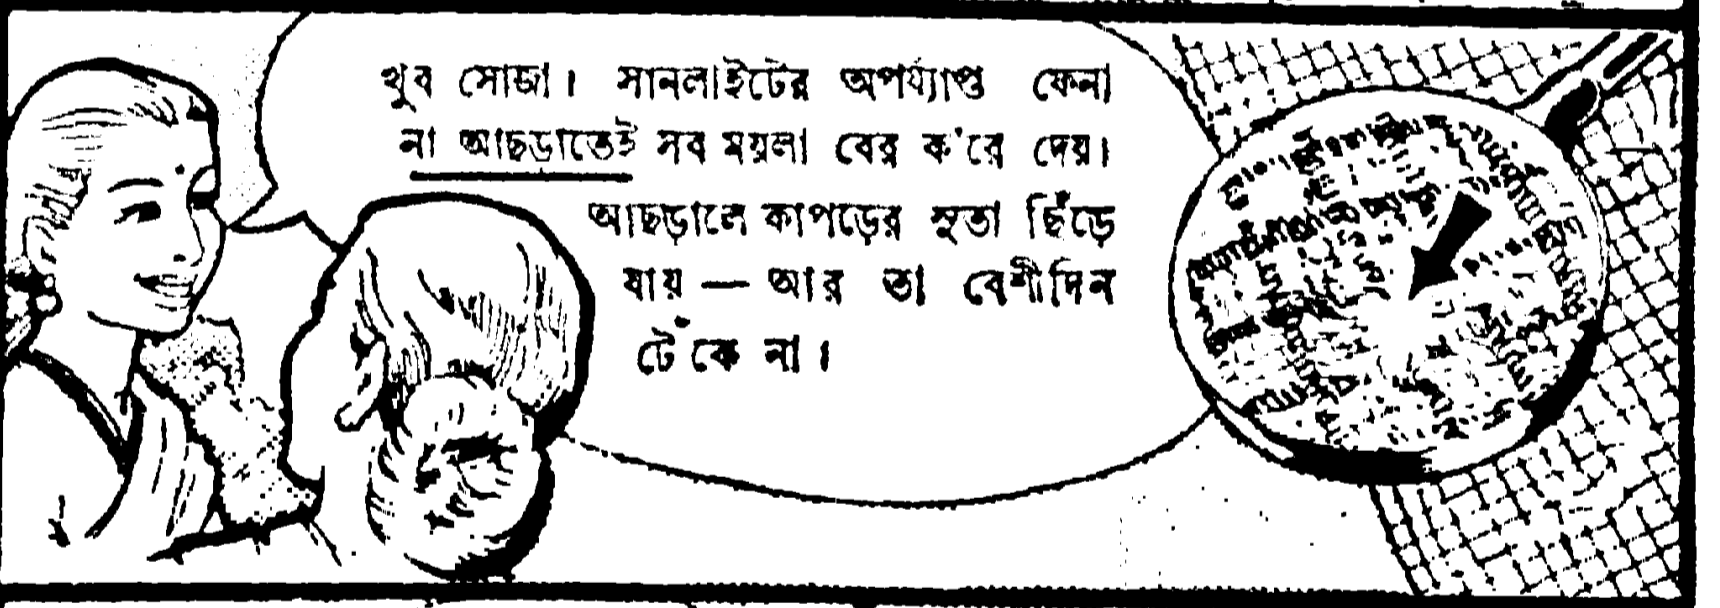 খুব সোজা। সানলাইটের অপর্য্যাপ্ত ফেনা
না আছড়াতেই সব ময়লা বের ক'রে দেয়।
আছড়ালে কাপড়ের সুতা ছিঁড়ে
যায় — আর তা বেশীদিন
টেঁকে না।